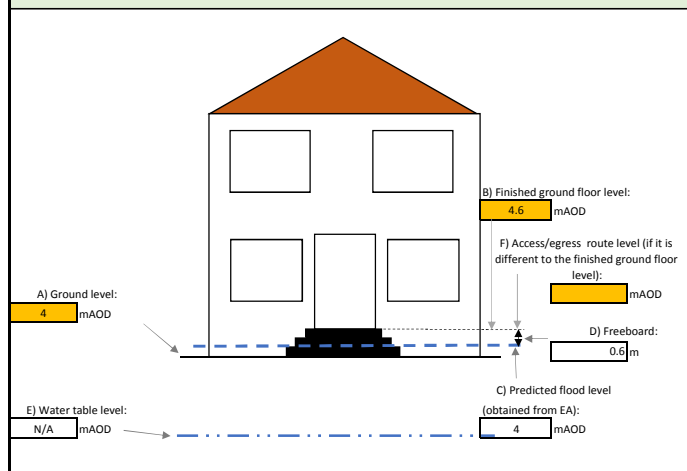 B) Finished ground floor level:
4.6 mAOD
F) Access/egress route level (if it is
different to the finished ground floor
level):
mAOD
A) Ground level:
4 mAOD
D) Freeboard:
0.6 m
C) Predicted flood level
(obtained from EA):
4 mAOD
E) Water table level:
N/A mAOD